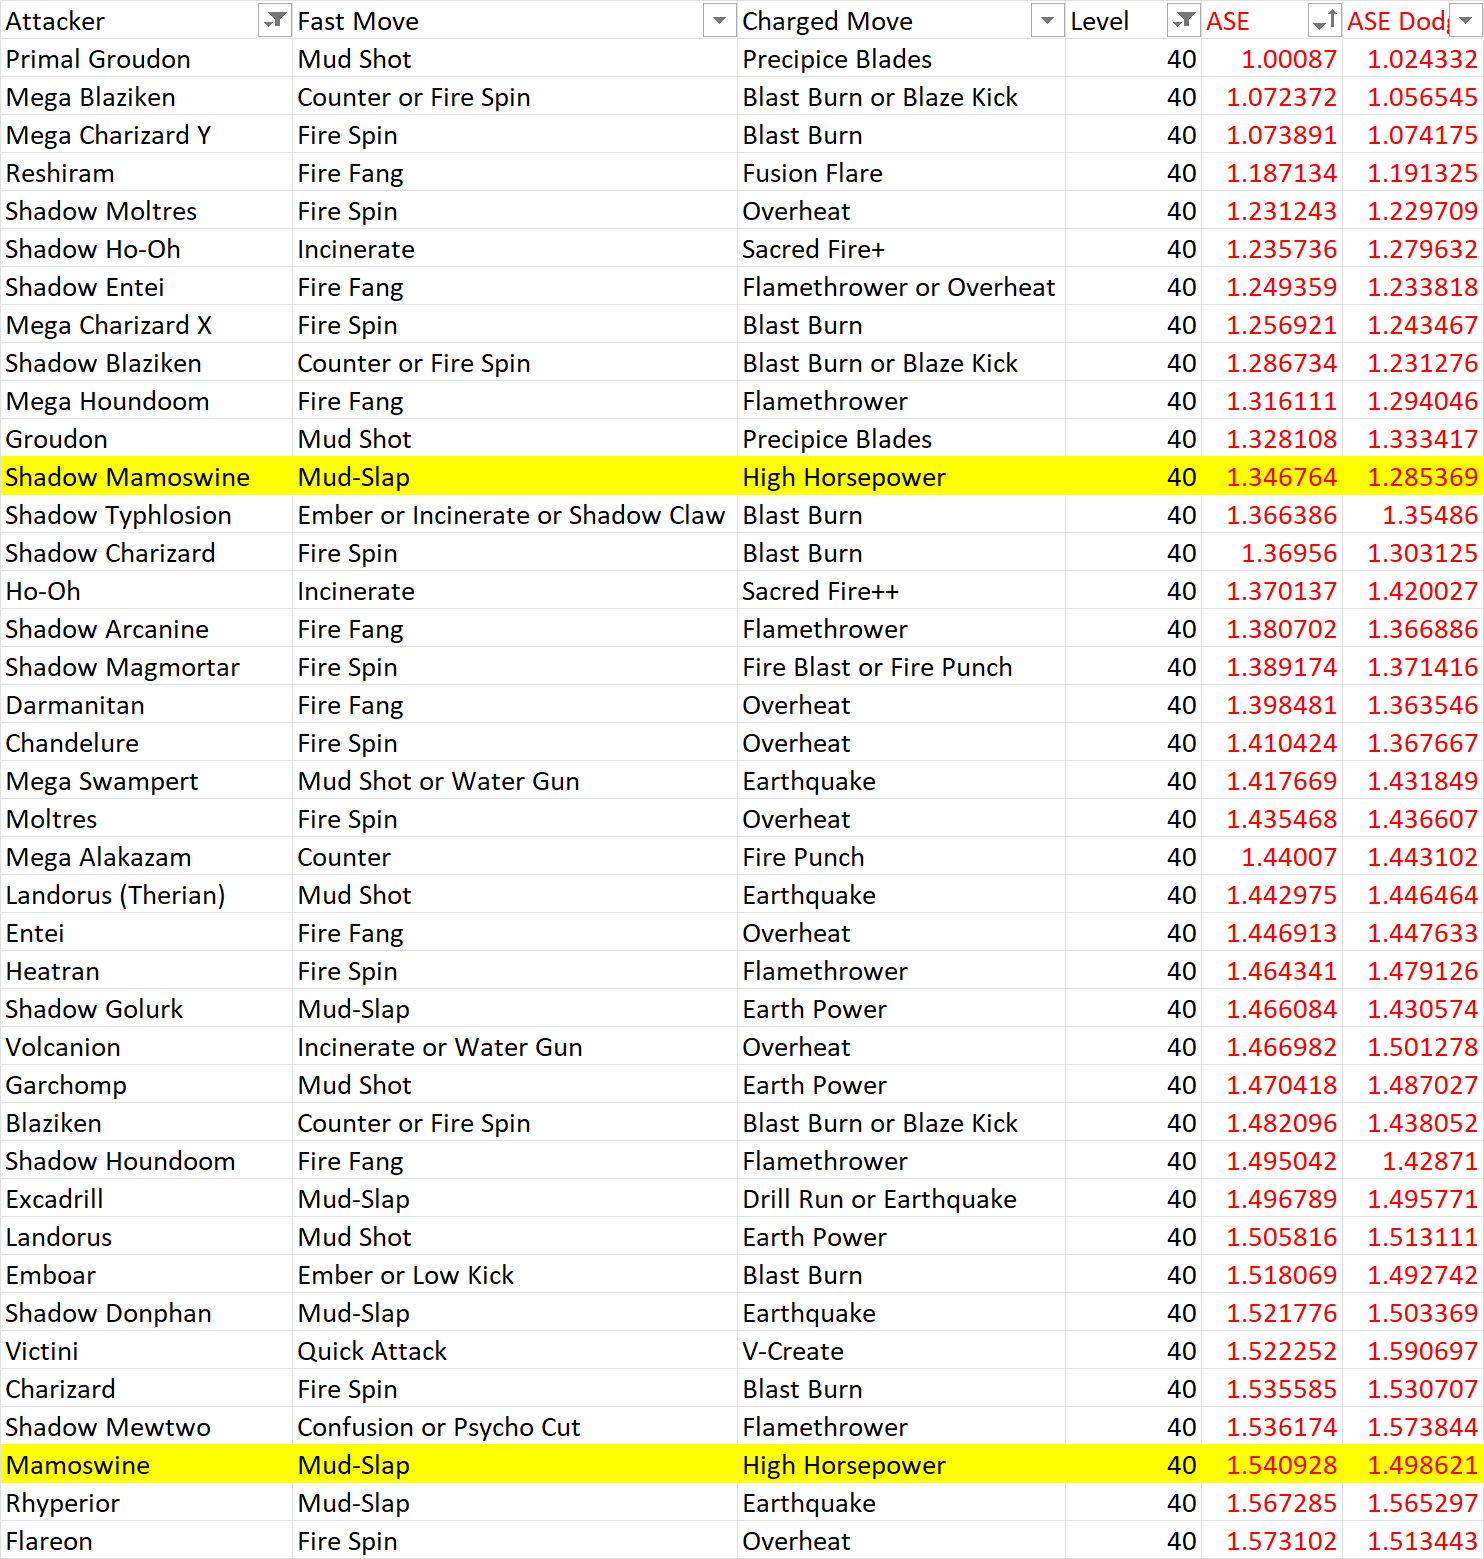 Attacker Fast Move Charged Move Level ASE ASE Dodg
Primal Groudon Mud Shot Precipice Blades 40 1.00087 1.024332
Mega Blaziken Counter or Fire Spin Blast Burn or Blaze Kick 40 1.072372 1.056545
Mega Charizard Y Fire Spin Blast Burn 40 1.073891 1.074175
Reshiram Fire Fang Fusion Flare 40 1.187134 1.191325
Shadow Moltres Fire Spin Overheat 40 1.231243 1.229709
Shadow Ho-Oh Incinerate Sacred Fire+ 40 1.235736 1.279632
Shadow Entei Fire Fang Flamethrower or Overheat 40 1.249359 1.233818
Mega Charizard X Fire Spin Blast Burn 40 1.256921 1.243467
Shadow Blaziken Counter or Fire Spin Blast Burn or Blaze Kick 40 1.286734 1.231276
Mega Houndoom Fire Fang Flamethrower 40 1.316111 1.294046
Groudon Mud Shot Precipice Blades 40 1.328108 1.333417
Shadow Mamoswine Mud-Slap High Horsepower 40 1.346764 1.285369
Shadow Typhlosion Ember or Incinerate or Shadow Claw Blast Burn 40 1.366386 1.35486
Shadow Charizard Fire Spin Blast Burn 40 1.36956 1.303125
Ho-Oh Incinerate Sacred Fire++ 40 1.370137 1.420027
Shadow Arcanine Fire Fang Flamethrower 40 1.380702 1.366886
Shadow Magmortar Fire Spin Fire Blast or Fire Punch 40 1.389174 1.371416
Darmanitan Fire Fang Overheat 40 1.398481 1.363546
Chandelure Fire Spin Overheat 40 1.410424 1.367667
Mega Swampert Mud Shot or Water Gun Earthquake 40 1.417669 1.431849
Moltres Fire Spin Overheat 40 1.435468 1.436607
Mega Alakazam Counter Fire Punch 40 1.44007 1.443102
Landorus (Therian) Mud Shot Earthquake 40 1.442975 1.446464
Entei Fire Fang Overheat 40 1.446913 1.447633
Heatran Fire Spin Flamethrower 40 1.464341 1.479126
Shadow Golurk Mud-Slap Earth Power 40 1.466084 1.430574
Volcanion Incinerate or Water Gun Overheat 40 1.466982 1.501278
Garchomp Mud Shot Earth Power 40 1.470418 1.487027
Blaziken Counter or Fire Spin Blast Burn or Blaze Kick 40 1.482096 1.438052
Shadow Houndoom Fire Fang Flamethrower 40 1.495042 1.42871
Excadrill Mud-Slap Drill Run or Earthquake 40 1.496789 1.495771
Landorus Mud Shot Earth Power 40 1.505816 1.513111
Emboar Ember or Low Kick Blast Burn 40 1.518069 1.492742
Shadow Donphan Mud-Slap Earthquake 40 1.521776 1.503369
Victini Quick Attack V-Create 40 1.522252 1.590697
Charizard Fire Spin Blast Burn 40 1.535585 1.530707
Shadow Mewtwo Confusion or Psycho Cut Flamethrower 40 1.536174 1.573844
Mamoswine Mud-Slap High Horsepower 40 1.540928 1.498621
Rhyperior Mud-Slap Earthquake 40 1.567285 1.565297
Flareon Fire Spin Overheat 40 1.573102 1.513443